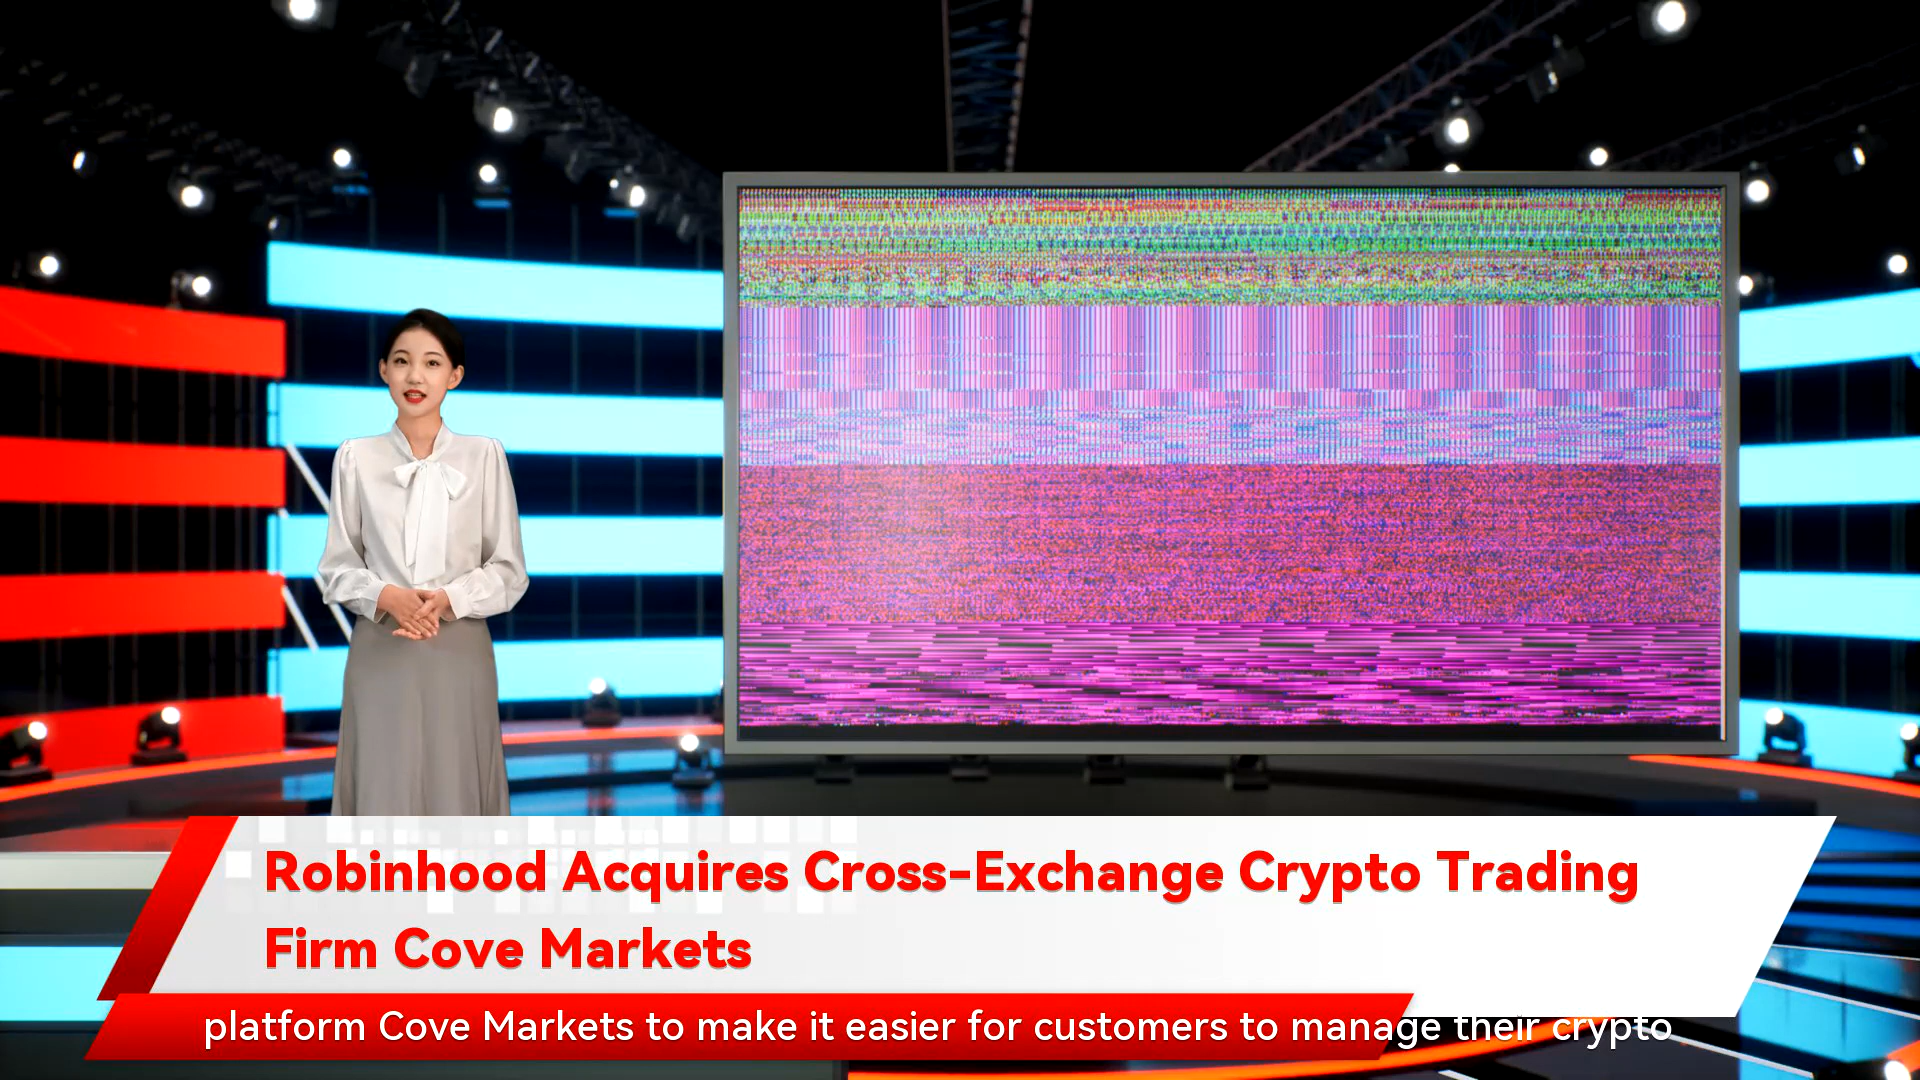 Robinhood Acquires Cross-Exchange Crypto Trading
Firm Cove Markets
platform Cove Markets to make it easier for customers to manage their crypto